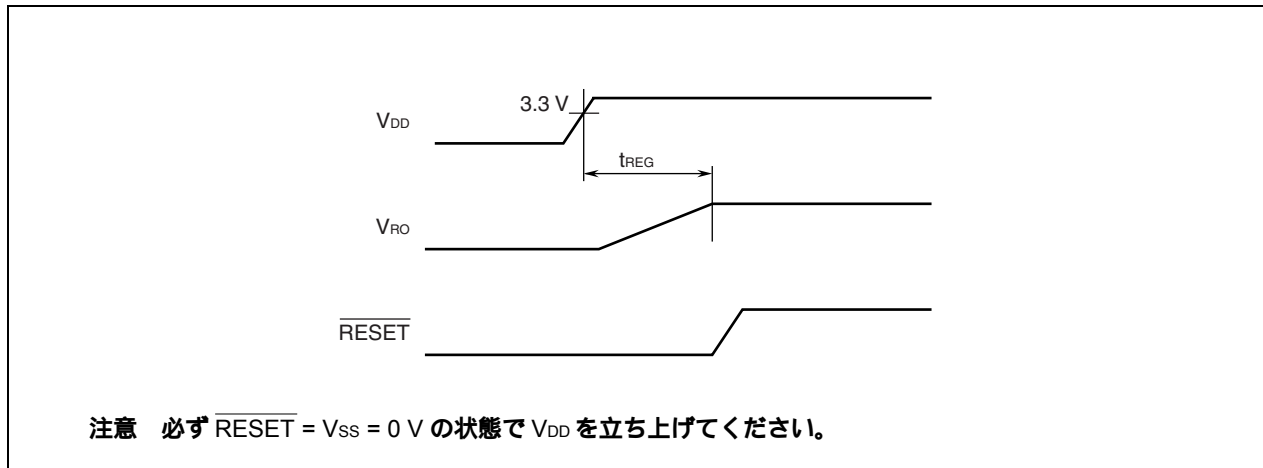 3.3 V
VDD
tREG
VRO
RESET
注意　必ず RESET = VSS = 0 V の状態で VDD を立ち上げてください。